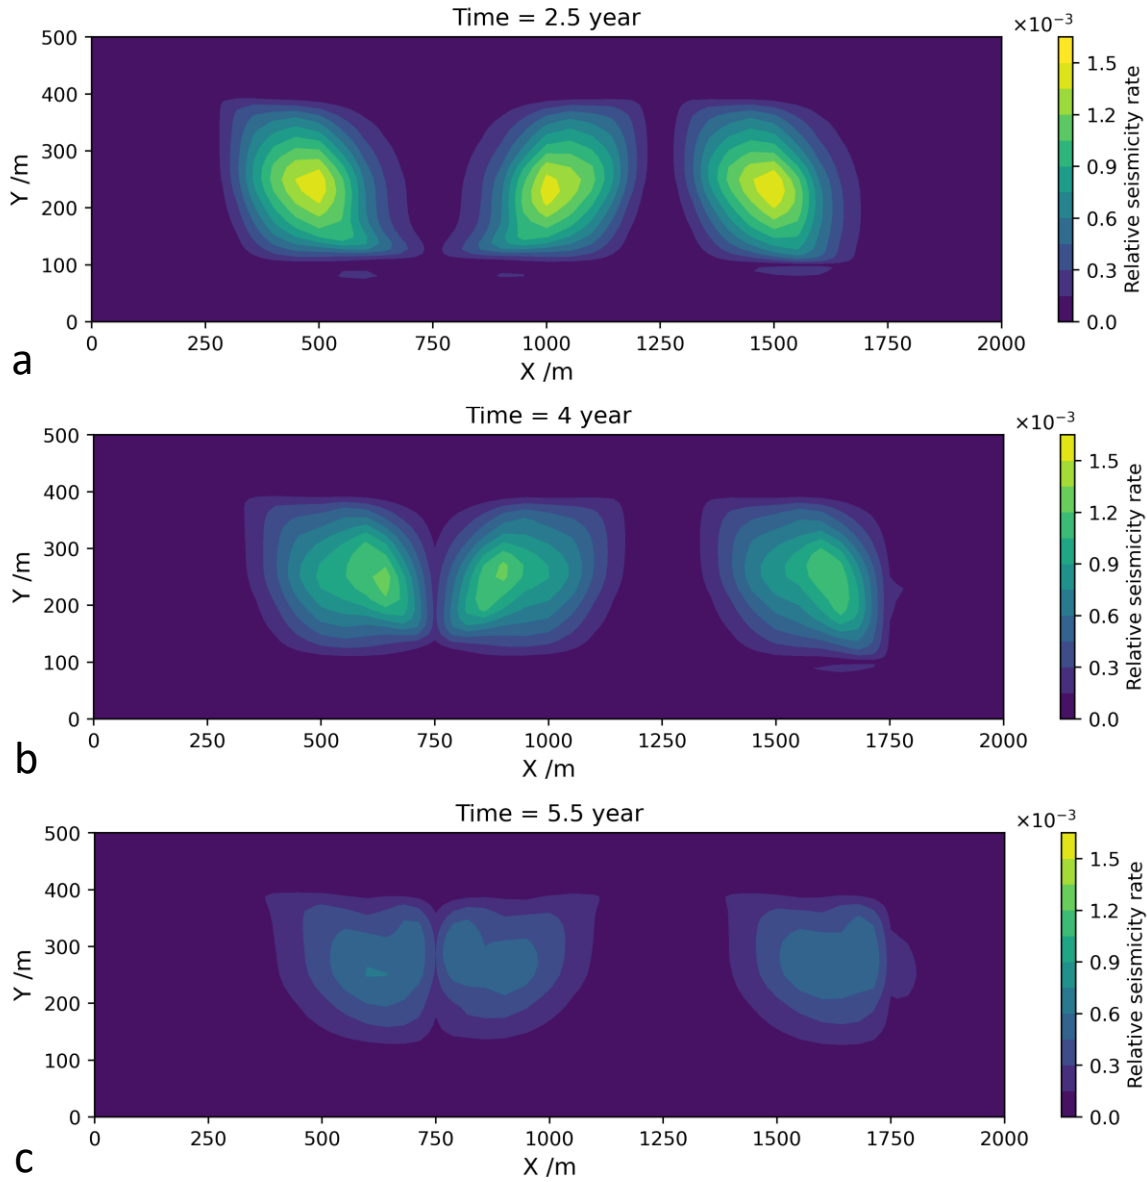 Time = 2.5 year
×10⁻³
500
400
300
200
100
0
Y /m
0 250 500 750 1000 1250 1500 1750 2000
X /m
1.5
1.2
0.9
0.6
0.3
0.0
Relative seismicity rate
a
Time = 4 year
×10⁻³
500
400
300
200
100
0
Y /m
0 250 500 750 1000 1250 1500 1750 2000
X /m
1.5
1.2
0.9
0.6
0.3
0.0
Relative seismicity rate
b
Time = 5.5 year
×10⁻³
500
400
300
200
100
0
Y /m
0 250 500 750 1000 1250 1500 1750 2000
X /m
1.5
1.2
0.9
0.6
0.3
0.0
Relative seismicity rate
c